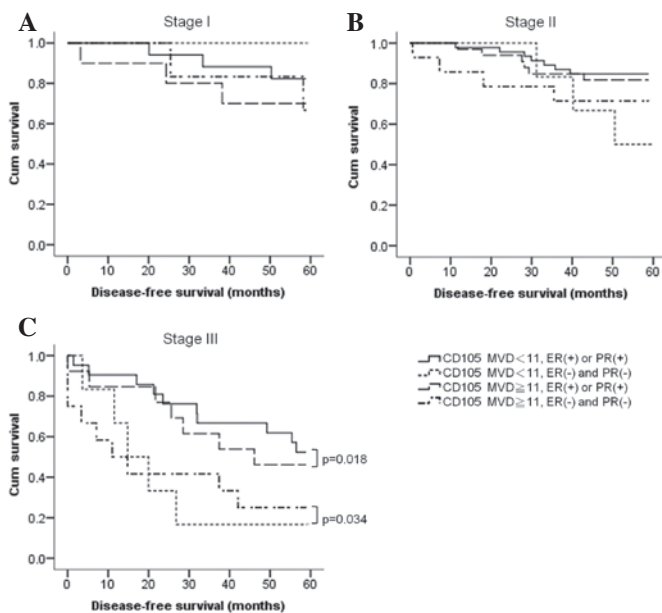 A
Stage I
1.0
0.8
0.6
0.4
0.2
0.0
Cum survival
0 10 20 30 40 50 60
Disease-free survival (months)
B
Stage II
1.0
0.8
0.6
0.4
0.2
0.0
Cum survival
0 10 20 30 40 50 60
Disease-free survival (months)
C
Stage III
1.0
0.8
0.6
0.4
0.2
0.0
Cum survival
p=0.018
p=0.034
0 10 20 30 40 50 60
Disease-free survival (months)
CD105 MVD<11, ER(+) or PR(+)
CD105 MVD<11, ER(-) and PR(-)
CD105 MVD≧11, ER(+) or PR(+)
CD105 MVD≧11, ER(-) and PR(-)